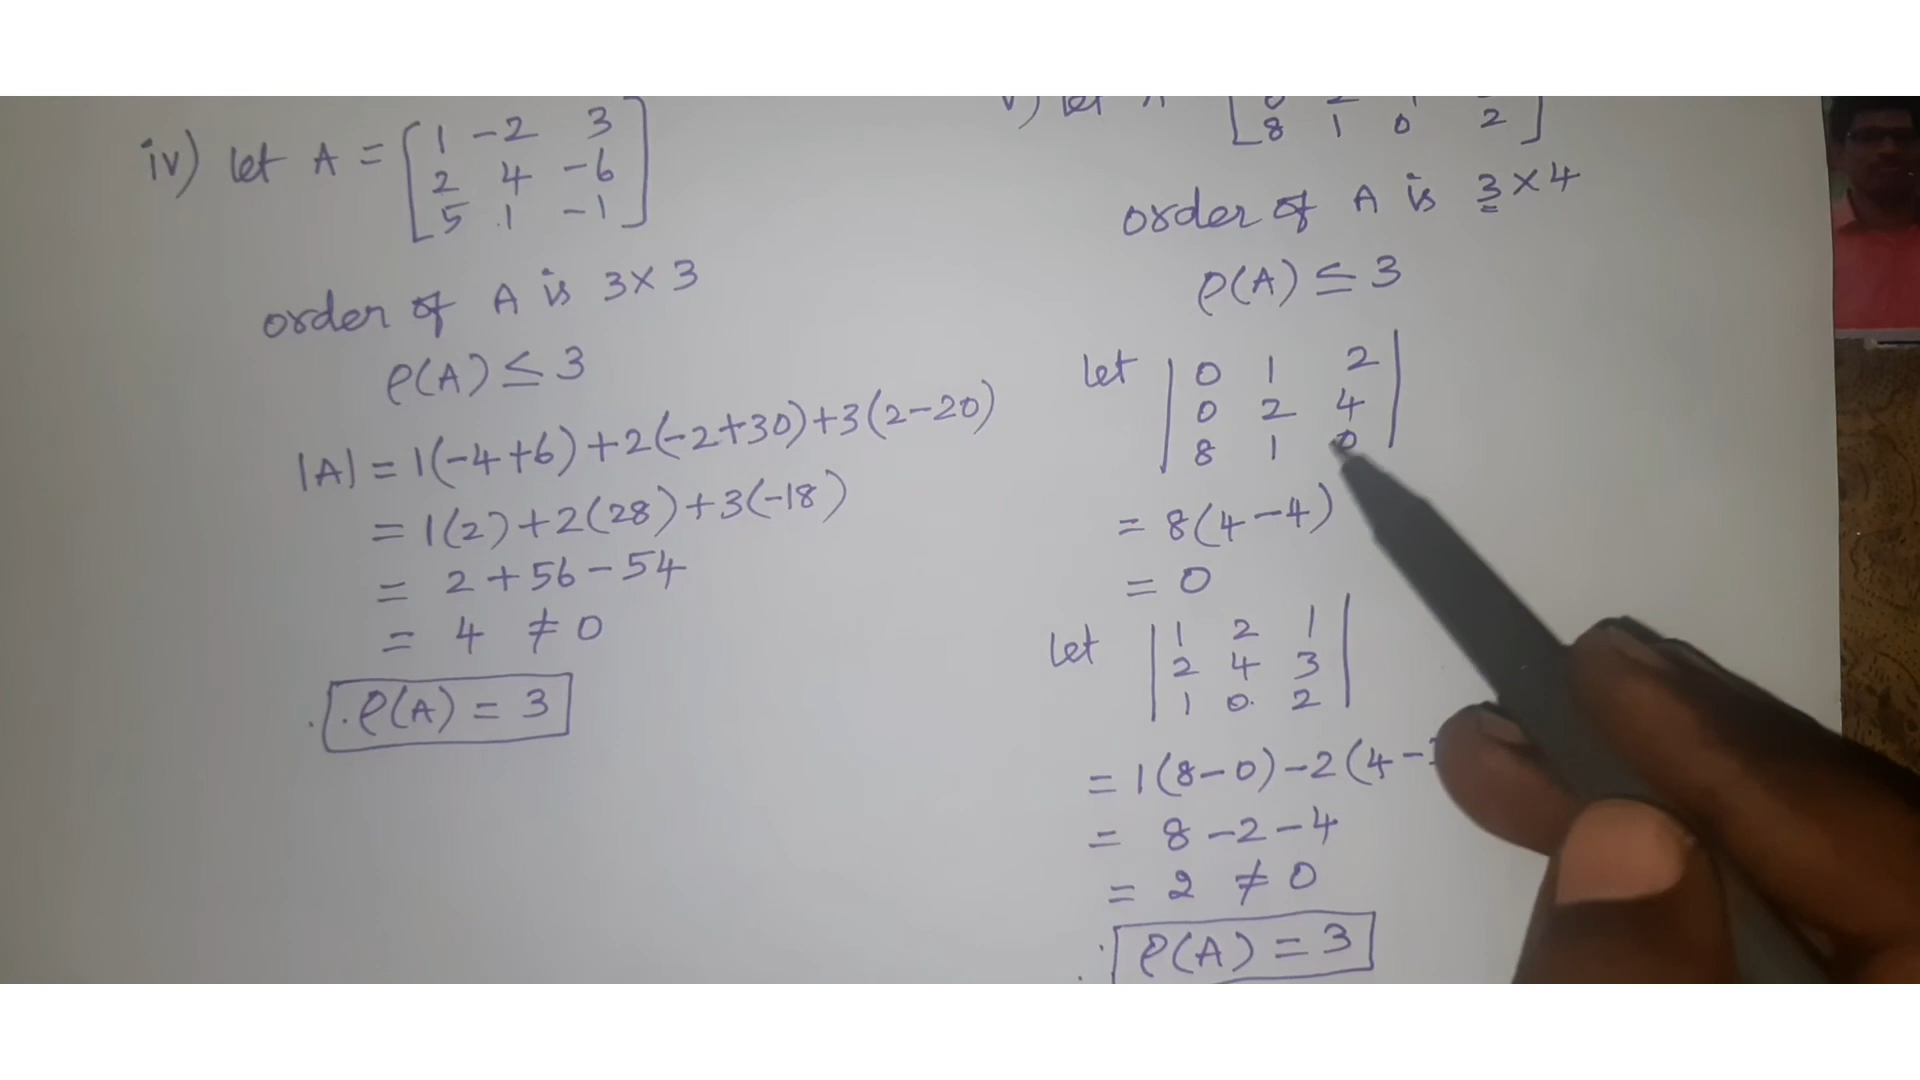 iv) let A = [1 -2 3
2 4 -6
5 1 -1]
order of A is 3×3
ρ(A) ≤ 3
|A| = 1(-4+6)+2(-2+30)+3(2-20)
= 1(2)+2(28)+3(-18)
= 2+56-54
= 4 ≠ 0
∴ ρ(A) = 3
v) let A
8 1 0 2]
order of A is 3×4
ρ(A) ≤ 3
let |0 1 2|
|0 2 4|
|8 1 0|
= 8(4-4)
= 0
let |1 2 1|
|2 4 3|
|1 0 2|
= 1(8-0)-2(4-
= 8-2-4
= 2 ≠ 0
∴ ρ(A) = 3